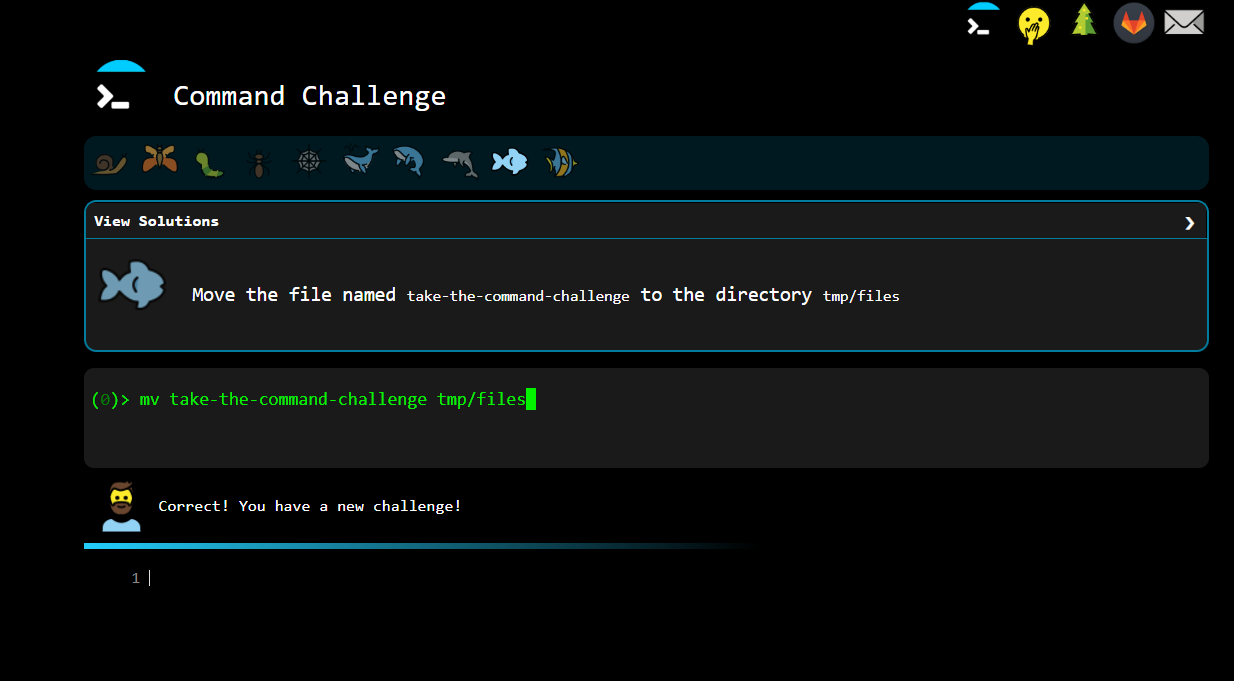 Command Challenge
View Solutions
Move the file named take-the-command-challenge to the directory tmp/files
(0)> mv take-the-command-challenge tmp/files
Correct! You have a new challenge!
1